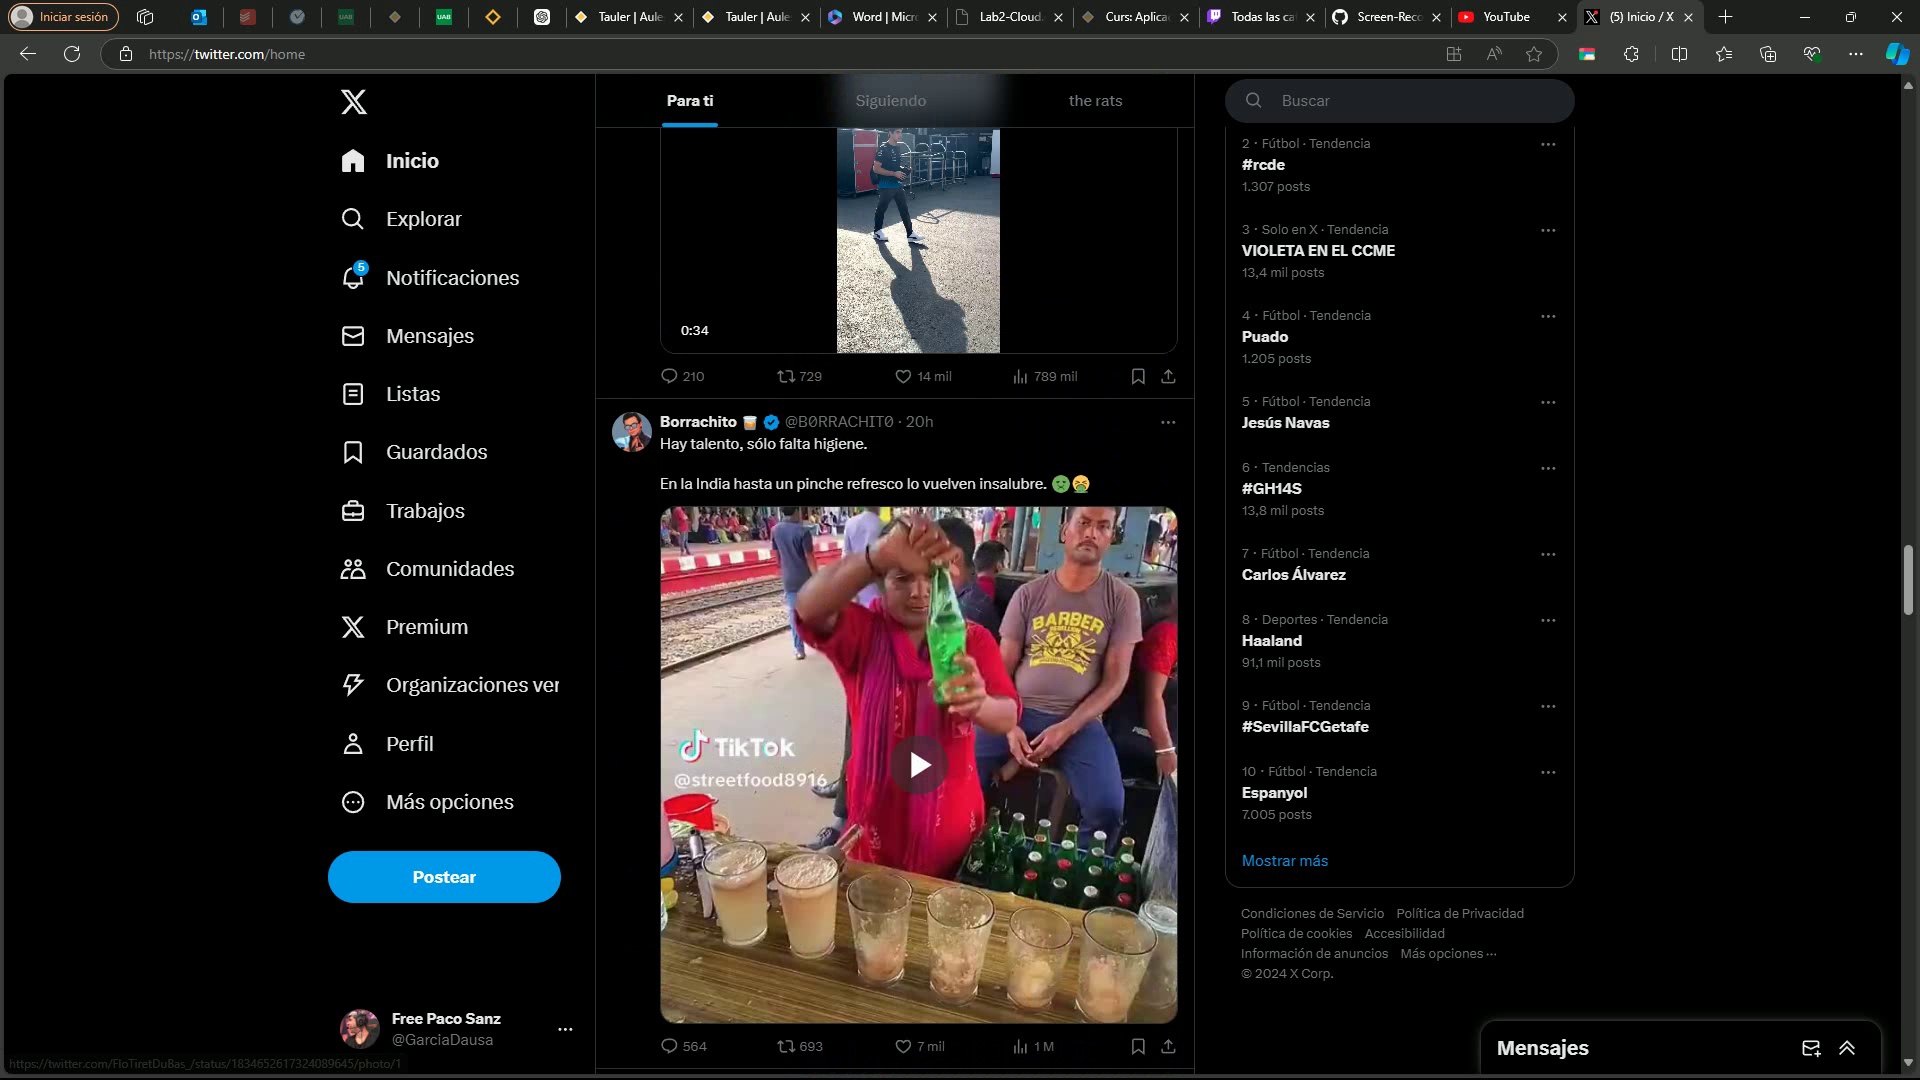 Iniciar sesión
Tauler | Aule
Tauler | Aule
Word | Micr
Lab2-Cloud.
Curs: Aplica
Todas las ca
Screen-Reco
YouTube
(5) Inicio / X
https://twitter.com/home
Para ti
Siguiendo
the rats
Buscar
Inicio
Explorar
5
Notificaciones
Mensajes
Listas
Guardados
Trabajos
Comunidades
Premium
Organizaciones ver
Perfil
Más opciones
Postear
Free Paco Sanz
@GarciaDausa
https://twitter.com/FloTiretDuBas_/status/1834652617324089645/photo/1
0:34
210
729
14 mil
789 mil
Borrachito @B0RRACHIT0 · 20h
Hay talento, sólo falta higiene.
En la India hasta un pinche refresco lo vuelven insalubre.
BARBER
TikTok
@streetfood8916
564
693
7 mil
1 M
2 · Fútbol · Tendencia
#rcde
1.307 posts
3 · Solo en X · Tendencia
VIOLETA EN EL CCME
13,4 mil posts
4 · Fútbol · Tendencia
Puado
1.205 posts
5 · Fútbol · Tendencia
Jesús Navas
6 · Tendencias
#GH14S
13,8 mil posts
7 · Fútbol · Tendencia
Carlos Álvarez
8 · Deportes · Tendencia
Haaland
91,1 mil posts
9 · Fútbol · Tendencia
#SevillaFCGetafe
10 · Fútbol · Tendencia
Espanyol
7.005 posts
Mostrar más
Condiciones de Servicio Política de Privacidad
Política de cookies Accesibilidad
Información de anuncios Más opciones ···
© 2024 X Corp.
Mensajes